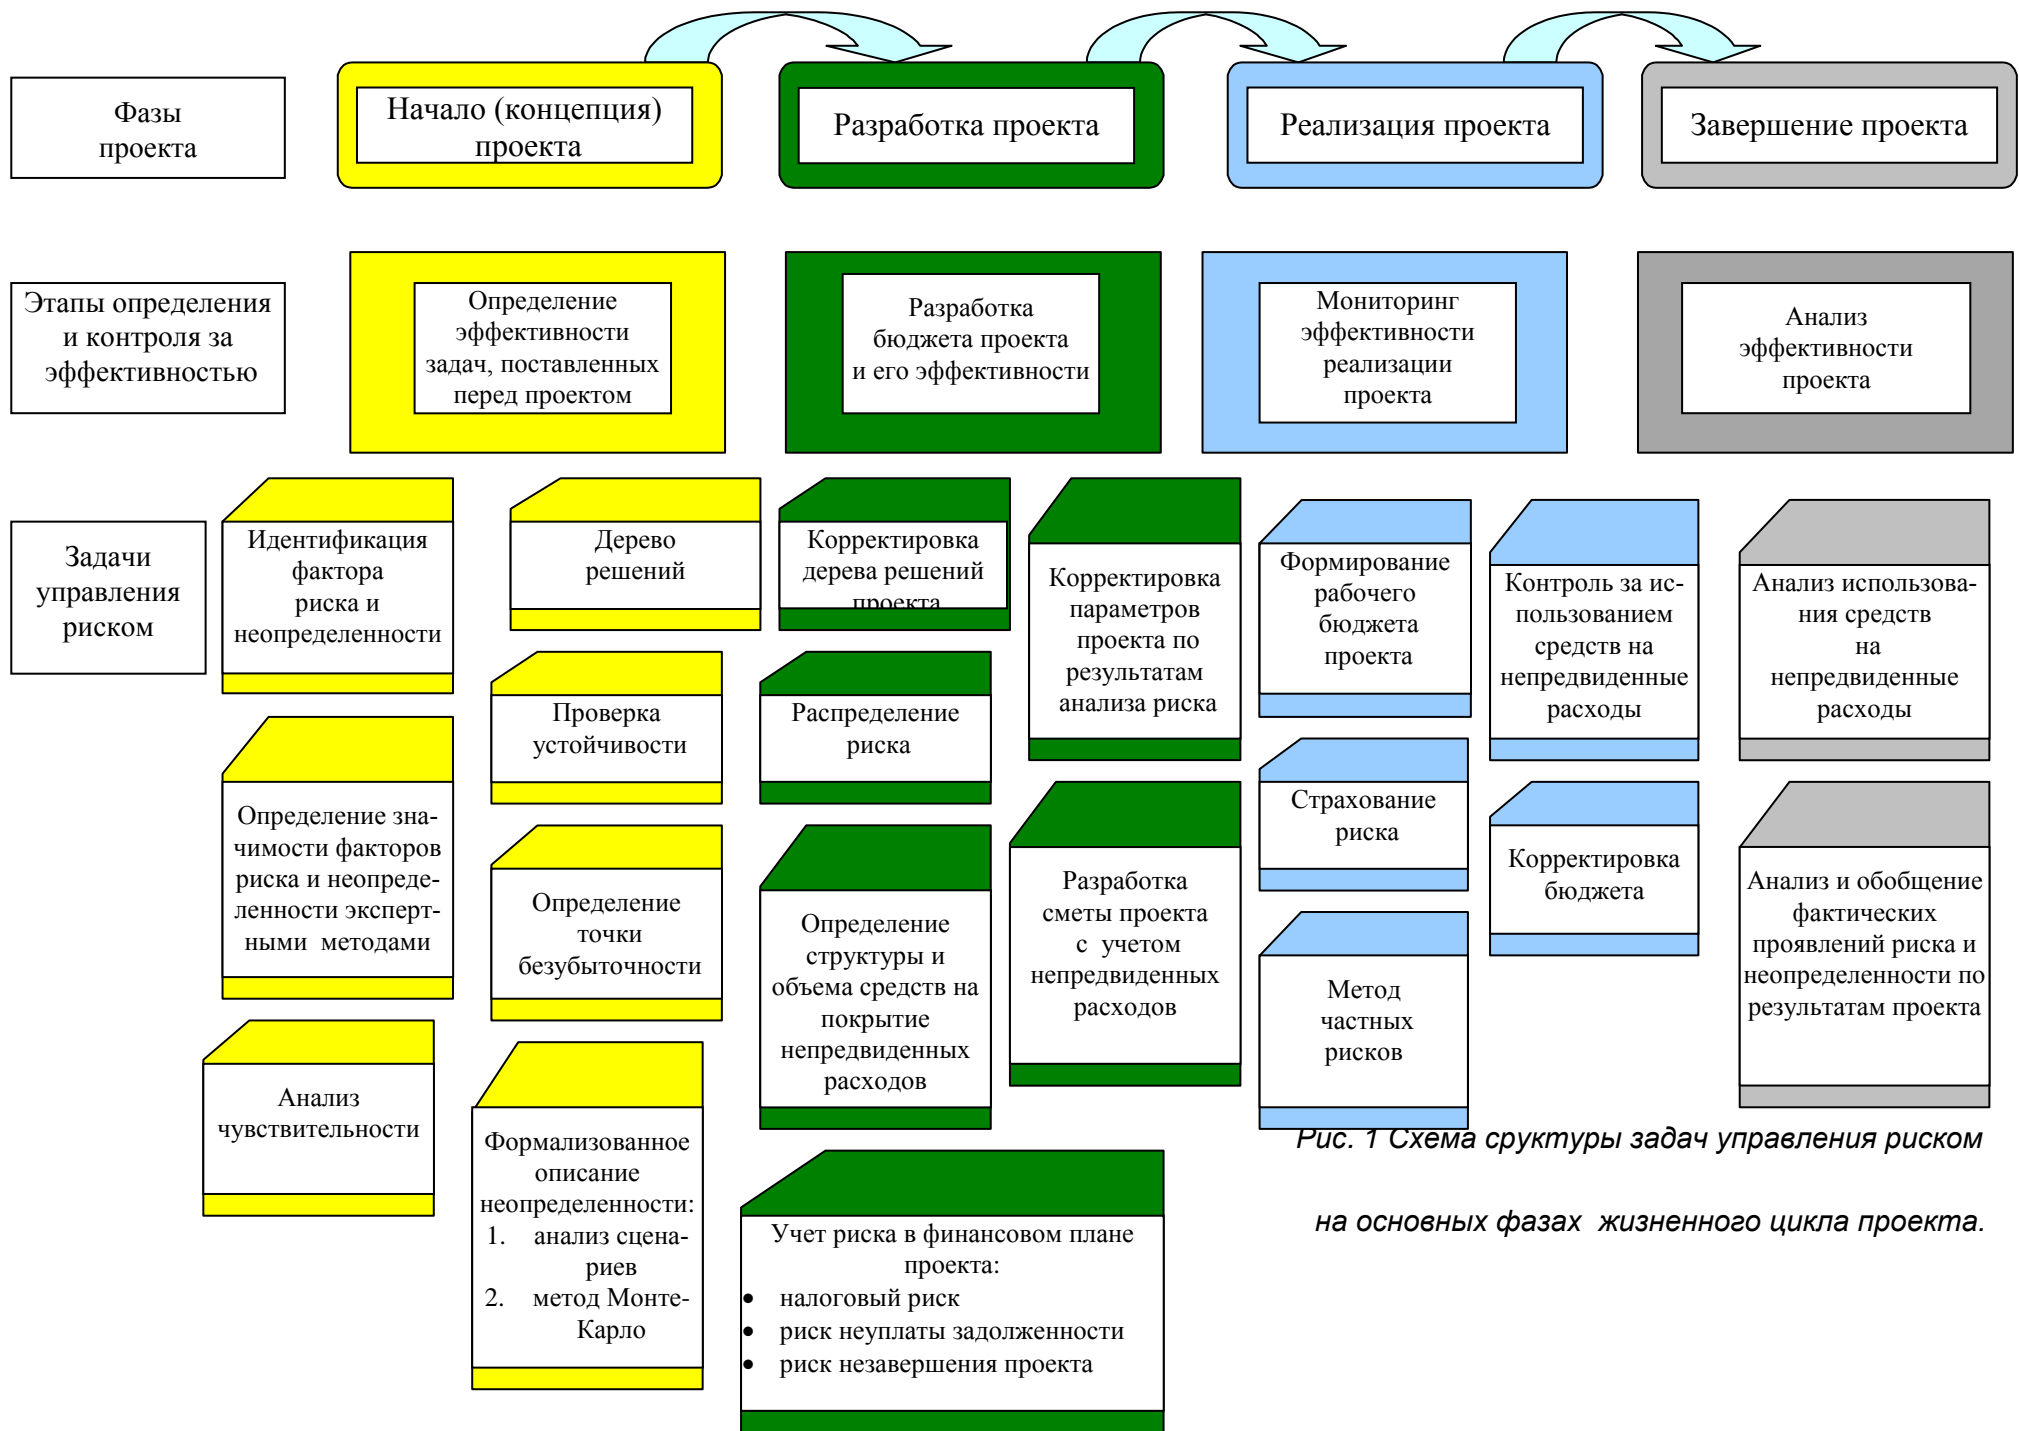 Фазы
проекта
Начало (концепция)
проекта
Разработка проекта
Реализация проекта
Завершение проекта
Этапы определения
и контроля за
эффективностью
Определение
эффективности
задач, поставленных
перед проектом
Разработка
бюджета проекта
и его эффективности
Мониторинг
эффективности
реализации
проекта
Анализ
эффективности
проекта
Задачи
управления
риском
Идентификация
фактора
риска и
неопределенности
Определение зна-
чимости факторов
риска и неопреде-
ленности эксперт-
ными методами
Анализ
чувствительности
Дерево
решений
Проверка
устойчивости
Определение
точки
безубыточности
Формализованное
описание
неопределенности:
1. анализ сцена-
риев
2. метод Монте-
Карло
Корректировка
дерева решений
проекта
Распределение
риска
Определение
структуры и
объема средств на
покрытие
непредвиденных
расходов
Учет риска в финансовом плане
проекта:
• налоговый риск
• риск неуплаты задолженности
• риск незавершения проекта
Корректировка
параметров
проекта по
результатам
анализа риска
Разработка
сметы проекта
с учетом
непредвиденных
расходов
Формирование
рабочего
бюджета
проекта
Страхование
риска
Метод
частных
рисков
Контроль за ис-
пользованием
средств на
непредвиденные
расходы
Корректировка
бюджета
Анализ использова-
ния средств
на
непредвиденные
расходы
Анализ и обобщение
фактических
проявлений риска и
неопределенности по
результатам проекта
Рис. 1 Схема сруктуры задач управления риском
на основных фазах жизненного цикла проекта.